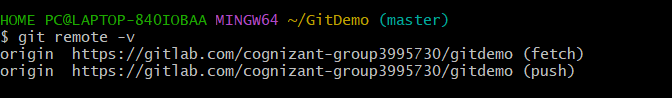 HOME PC@LAPTOP-840IOBAA MINGW64 ~/GitDemo (master)
$ git remote -v
origin  https://gitlab.com/cognizant-group3995730/gitdemo (fetch)
origin  https://gitlab.com/cognizant-group3995730/gitdemo (push)